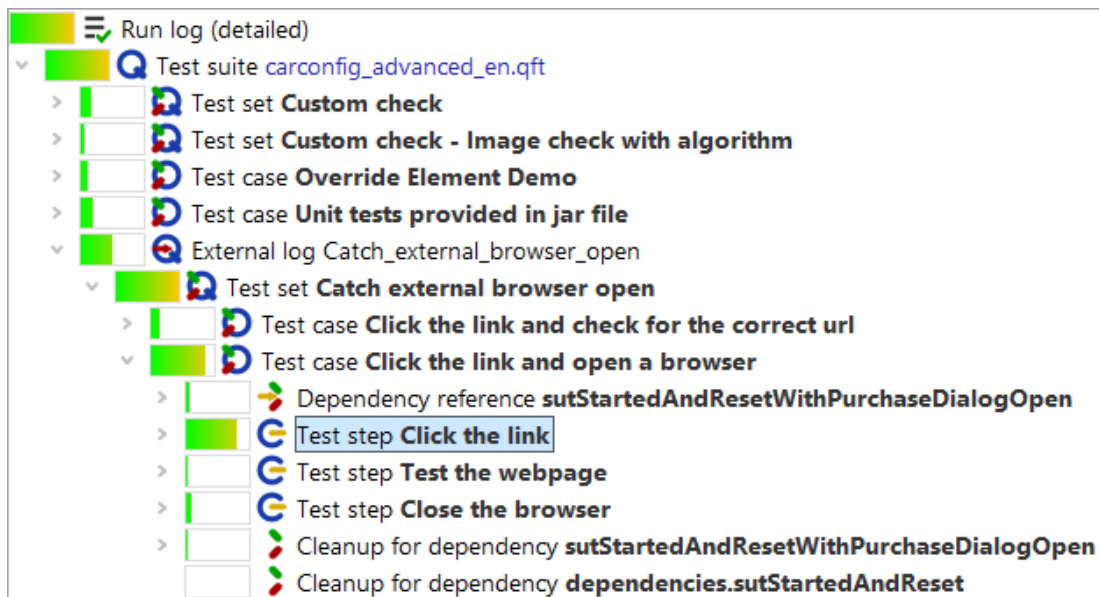 Run log (detailed)
Test suite carconfig_advanced_en.qft
Test set Custom check
Test set Custom check - Image check with algorithm
Test case Override Element Demo
Test case Unit tests provided in jar file
External log Catch_external_browser_open
Test set Catch external browser open
Test case Click the link and check for the correct url
Test case Click the link and open a browser
Dependency reference sutStartedAndResetWithPurchaseDialogOpen
Test step Click the link
Test step Test the webpage
Test step Close the browser
Cleanup for dependency sutStartedAndResetWithPurchaseDialogOpen
Cleanup for dependency dependencies.sutStartedAndReset